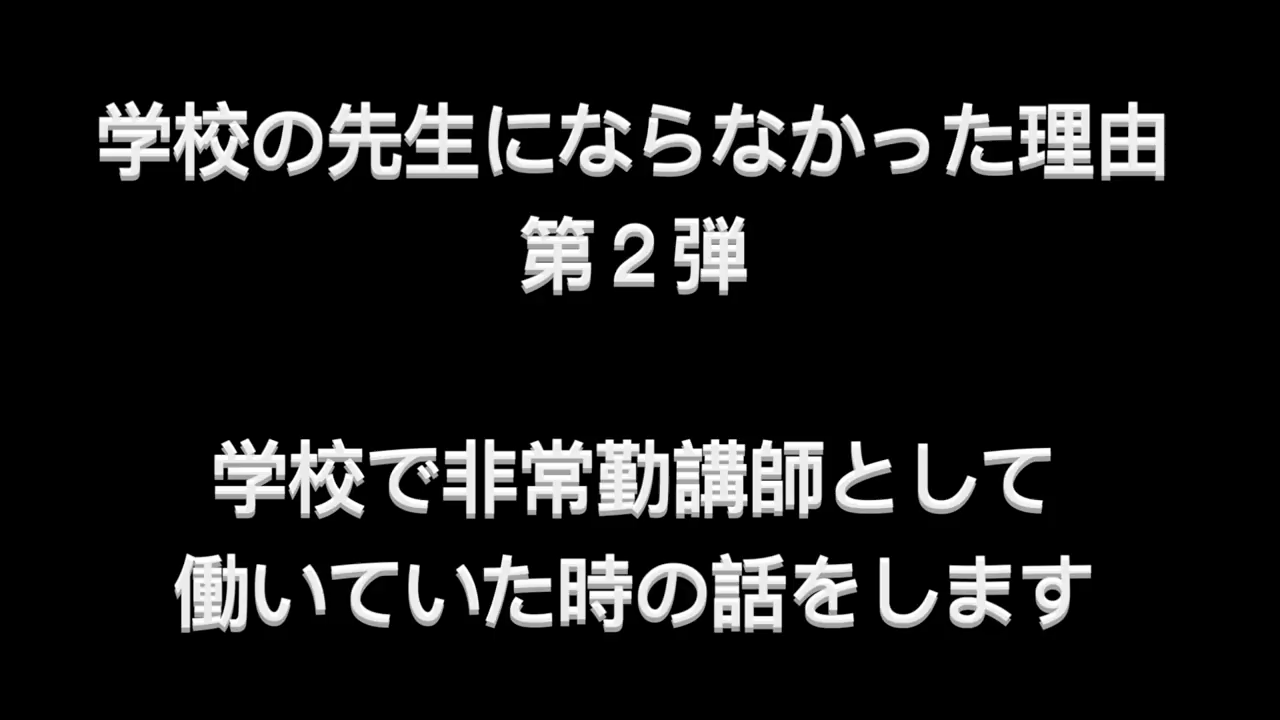 学校の先生にならなかった理由
第２弾
学校で非常勤講師として
働いていた時の話をします